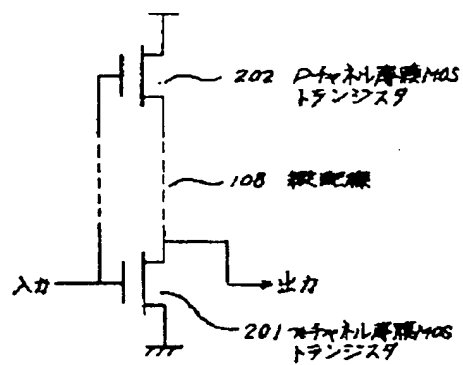 202 Pチャネル薄膜MOS
トランジスタ
108 縦配線
入力
出力
201 nチャネル薄膜MOS
トランジスタ